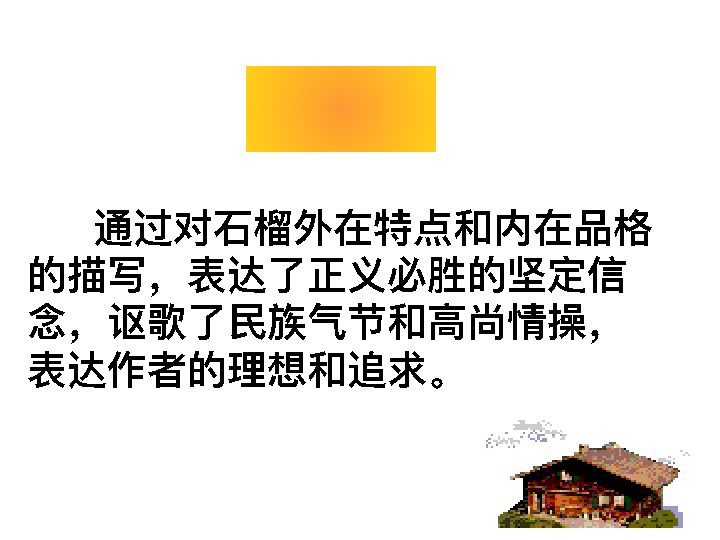 通过对石榴外在特点和内在品格
的描写，表达了正义必胜的坚定信
念，讴歌了民族气节和高尚情操，
表达作者的理想和追求。